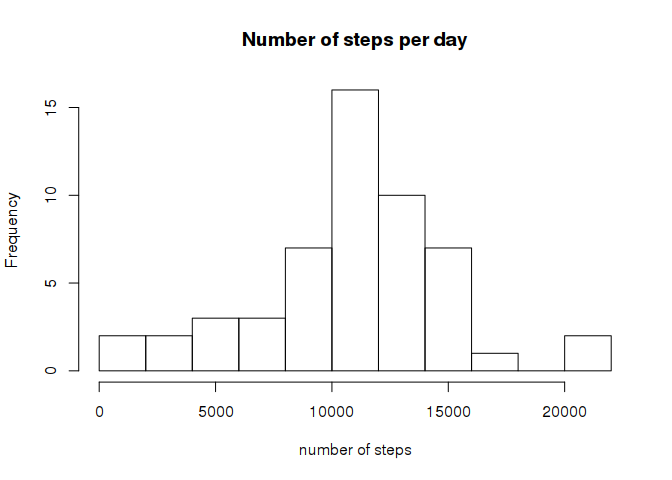 Number of steps per day
Frequency
15
10
5
0
0 5000 10000 15000 20000
number of steps